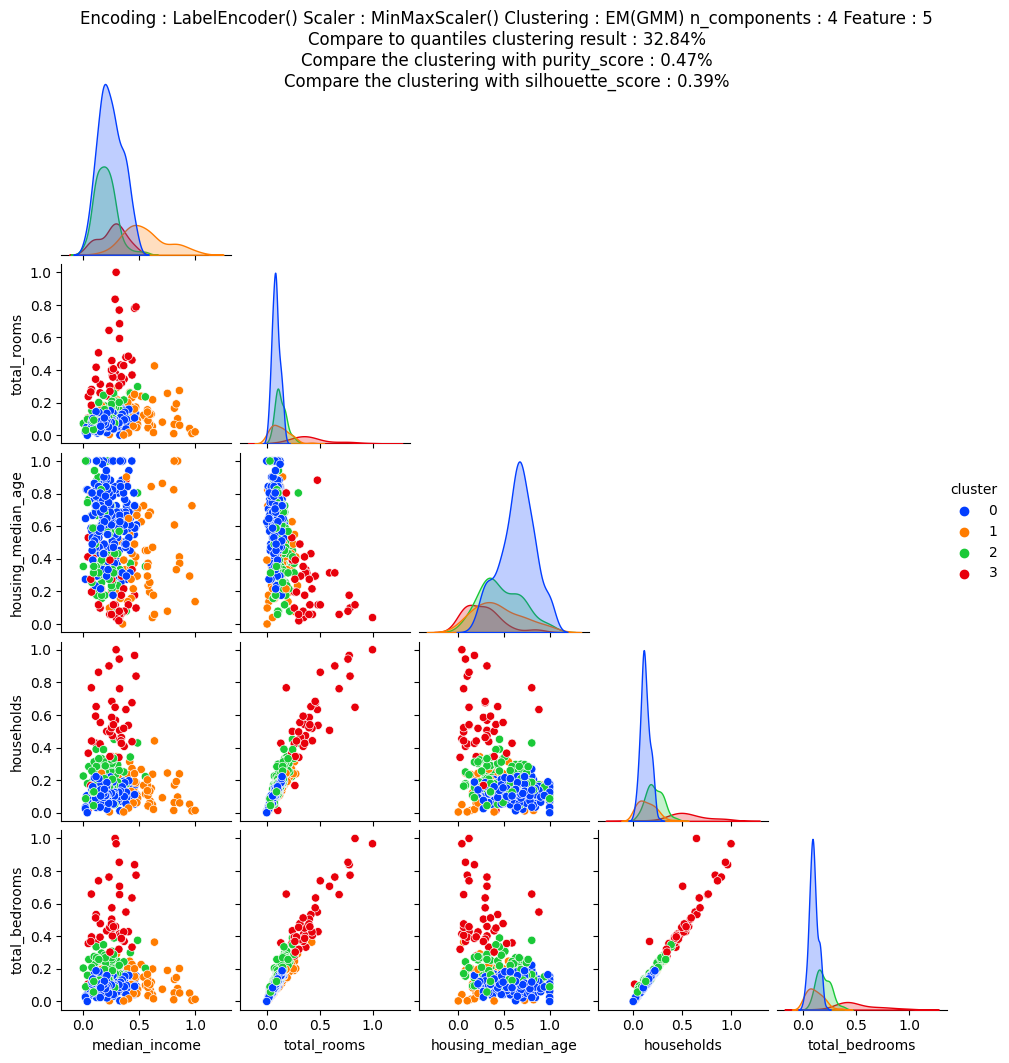 Encoding : LabelEncoder() Scaler : MinMaxScaler() Clustering : EM(GMM) n_components : 4 Feature : 5
Compare to quantiles clustering result : 32.84%
Compare the clustering with purity_score : 0.47%
Compare the clustering with silhouette_score : 0.39%
1.0
0.8
0.6
0.4
0.2
0.0
total_rooms
1.0
0.8
0.6
0.4
0.2
0.0
housing_median_age
cluster
0
1
2
3
1.0
0.8
0.6
0.4
0.2
0.0
households
1.0
0.8
0.6
0.4
0.2
0.0
total_bedrooms
0.0 0.5 1.0
0.0 0.5 1.0
0.0 0.5 1.0
0.0 0.5 1.0
0.0 0.5 1.0
median_income
total_rooms
housing_median_age
households
total_bedrooms